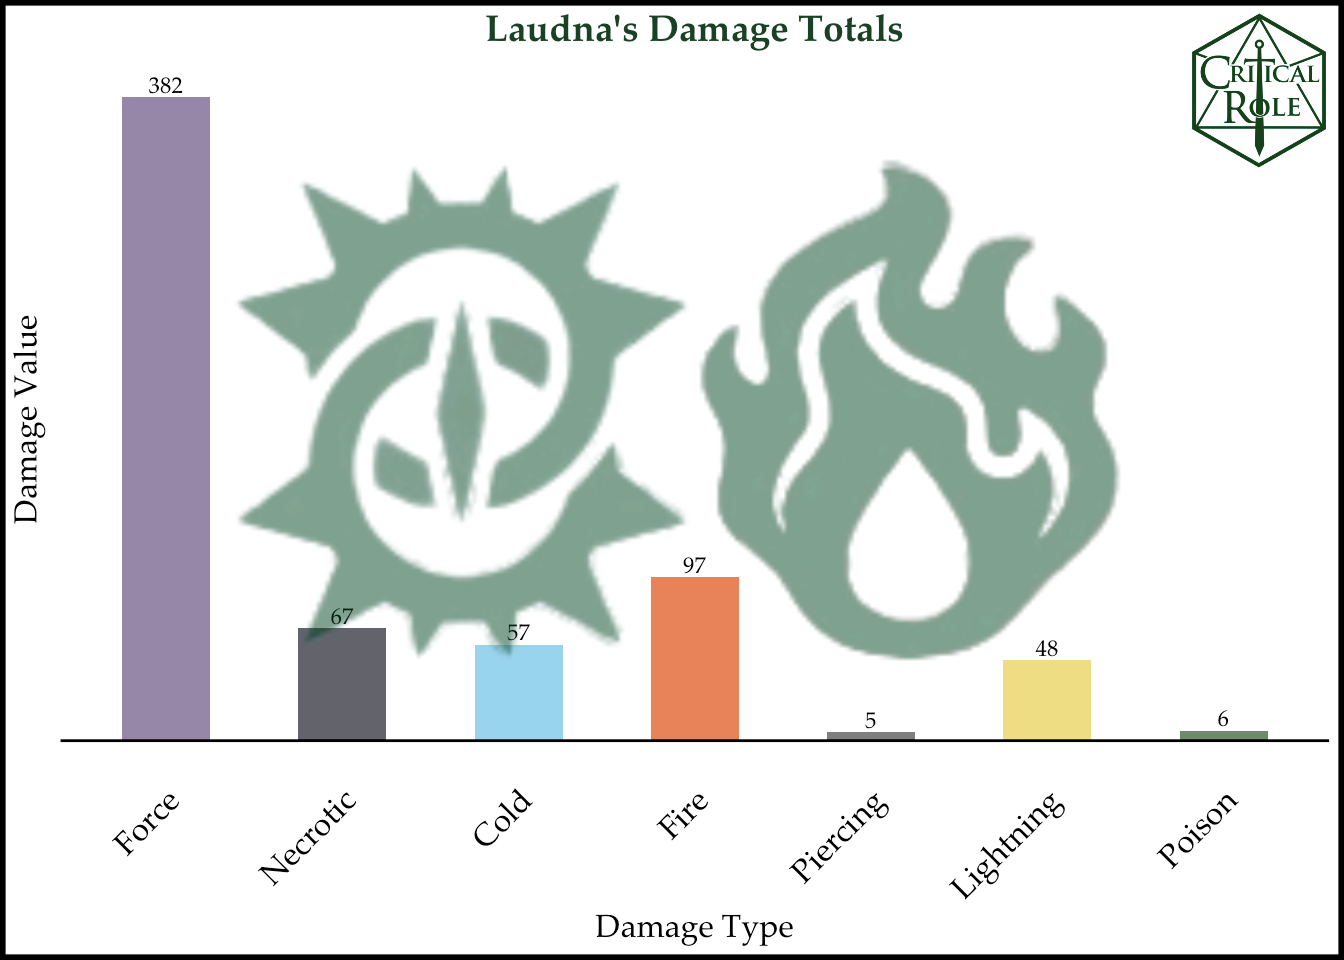 Laudna's Damage Totals
CRITICAL
ROLE
382
97
67
57
48
5
6
Damage Value
Force
Necrotic
Cold
Fire
Piercing
Lightning
Poison
Damage Type